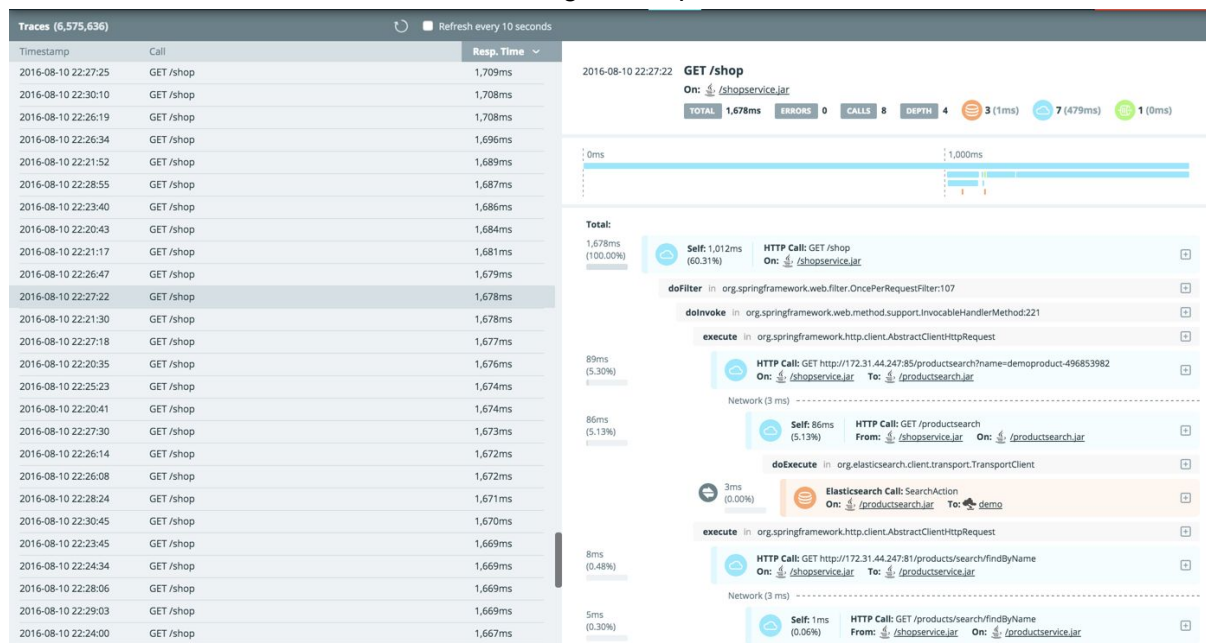 Traces (6,575,636)
Refresh every 10 seconds
Timestamp Call Resp. Time
2016-08-10 22:27:25 GET /shop 1,709ms
2016-08-10 22:30:10 GET /shop 1,708ms
2016-08-10 22:26:19 GET /shop 1,708ms
2016-08-10 22:26:34 GET /shop 1,696ms
2016-08-10 22:21:52 GET /shop 1,689ms
2016-08-10 22:28:55 GET /shop 1,687ms
2016-08-10 22:23:40 GET /shop 1,686ms
2016-08-10 22:20:43 GET /shop 1,684ms
2016-08-10 22:21:17 GET /shop 1,681ms
2016-08-10 22:26:47 GET /shop 1,679ms
2016-08-10 22:27:22 GET /shop 1,678ms
2016-08-10 22:21:30 GET /shop 1,678ms
2016-08-10 22:27:18 GET /shop 1,677ms
2016-08-10 22:20:35 GET /shop 1,676ms
2016-08-10 22:25:23 GET /shop 1,674ms
2016-08-10 22:20:41 GET /shop 1,674ms
2016-08-10 22:27:30 GET /shop 1,673ms
2016-08-10 22:26:14 GET /shop 1,672ms
2016-08-10 22:26:08 GET /shop 1,672ms
2016-08-10 22:28:24 GET /shop 1,671ms
2016-08-10 22:30:45 GET /shop 1,670ms
2016-08-10 22:23:45 GET /shop 1,669ms
2016-08-10 22:24:34 GET /shop 1,669ms
2016-08-10 22:28:06 GET /shop 1,669ms
2016-08-10 22:29:03 GET /shop 1,669ms
2016-08-10 22:24:00 GET /shop 1,667ms
2016-08-10 22:27:22 GET /shop
On: /shopservice.jar
TOTAL 1,678ms ERRORS 0 CALLS 8 DEPTH 4 3 (1ms) 7 (479ms) 1 (0ms)
0ms 1,000ms
Total:
1,678ms
(100.00%)
Self: 1,012ms HTTP Call: GET /shop
(60.31%) On: /shopservice.jar
doFilter in org.springframework.web.filter.OncePerRequestFilter:107
doInvoke in org.springframework.web.method.support.InvocableHandlerMethod:221
execute in org.springframework.http.client.AbstractClientHttpRequest
89ms
(5.30%)
HTTP Call: GET http://172.31.44.247:85/productsearch?name=demoproduct-496853982
On: /shopservice.jar To: /productsearch.jar
Network (3 ms)
86ms
(5.13%)
Self: 86ms HTTP Call: GET /productsearch
(5.13%) From: /shopservice.jar On: /productsearch.jar
doExecute in org.elasticsearch.client.transport.TransportClient
3ms
(0.00%)
Elasticsearch Call: SearchAction
On: /productsearch.jar To: demo
execute in org.springframework.http.client.AbstractClientHttpRequest
8ms
(0.48%)
HTTP Call: GET http://172.31.44.247:81/products/search/findByName
On: /shopservice.jar To: /productservice.jar
Network (3 ms)
5ms
(0.30%)
Self: 1ms HTTP Call: GET /products/search/findByName
(0.06%) From: /shopservice.jar On: /productservice.jar